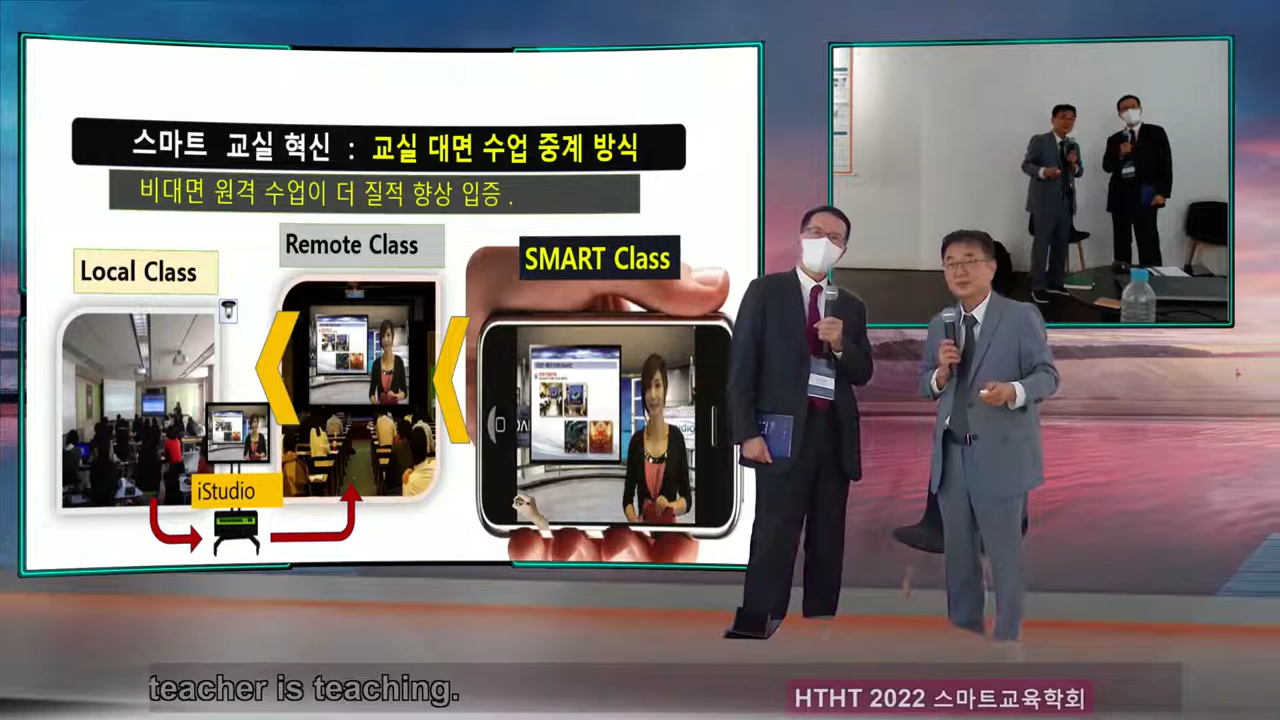 스마트 교실 혁신 : 교실 대면 수업 중계 방식
비대면 원격 수업이 더 질적 향상 입증 .
Local Class
Remote Class
SMART Class
iStudio
teacher is teaching.
HTHT 2022 스마트교육학회